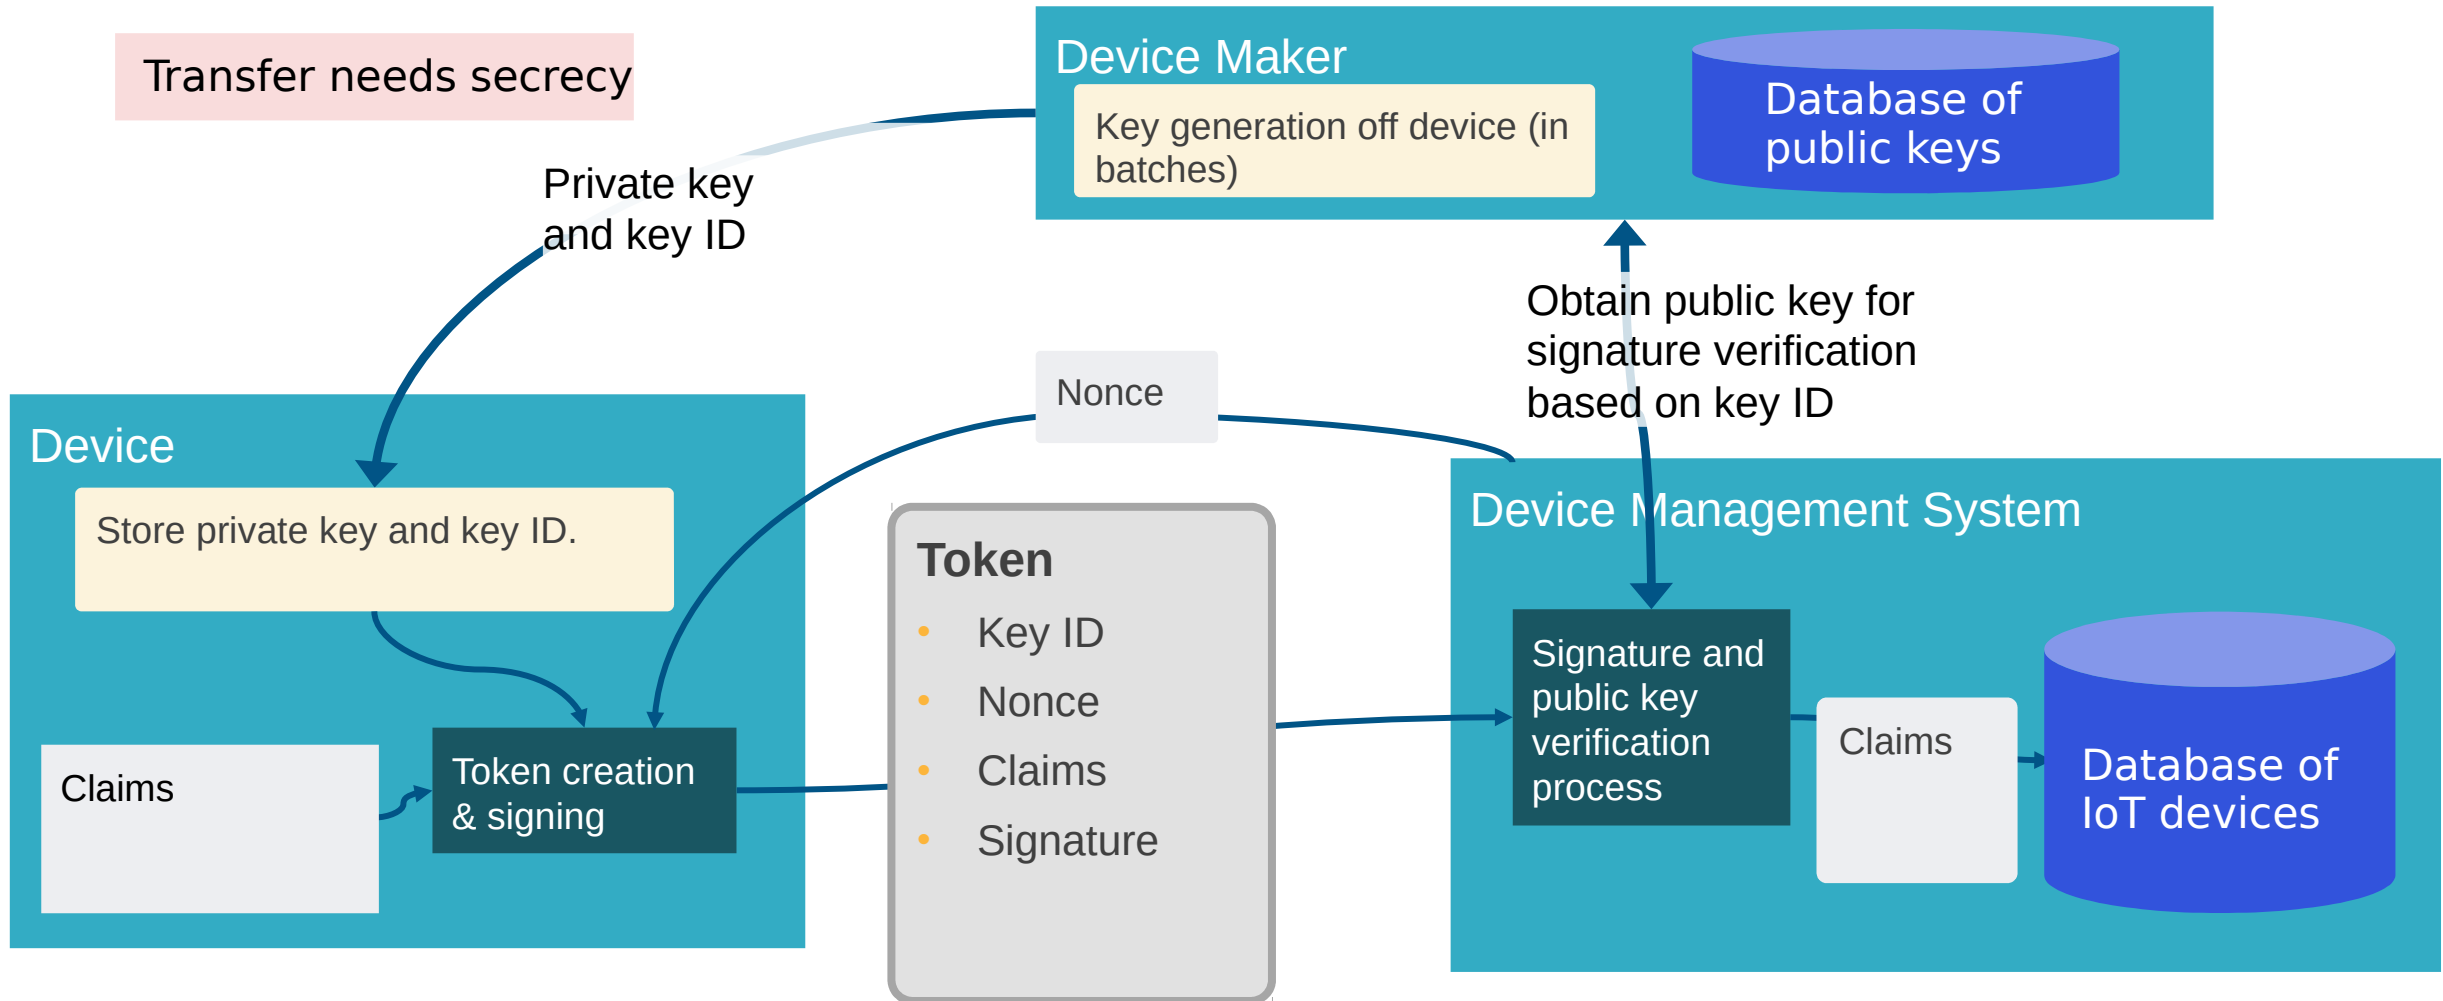 Transfer needs secrecy
Device Maker
Key generation off device (in
batches)
Database of
public keys
Private key
and key ID
Obtain public key for
signature verification
based on key ID
Nonce
Device
Store private key and key ID.
Claims
Token creation
& signing
Token
• Key ID
• Nonce
• Claims
• Signature
Device Management System
Signature and
public key
verification
process
Claims
Database of
IoT devices